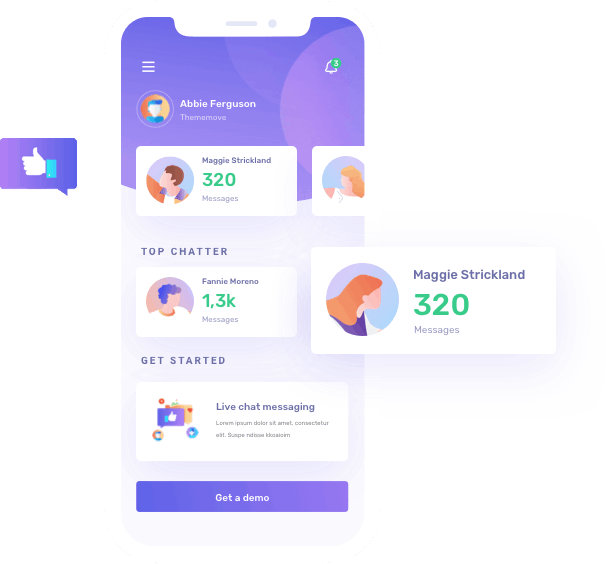 3
Abbie Ferguson
Thememove
Maggie Strickland
320
Messages
TOP CHATTER
Fannie Moreno
1,3k
Messages
Maggie Strickland
320
Messages
GET STARTED
Live chat messaging
Lorem ipsum dolor sit amet, consectetur
elit. Suspe ndisse kkoaioim
Get a demo